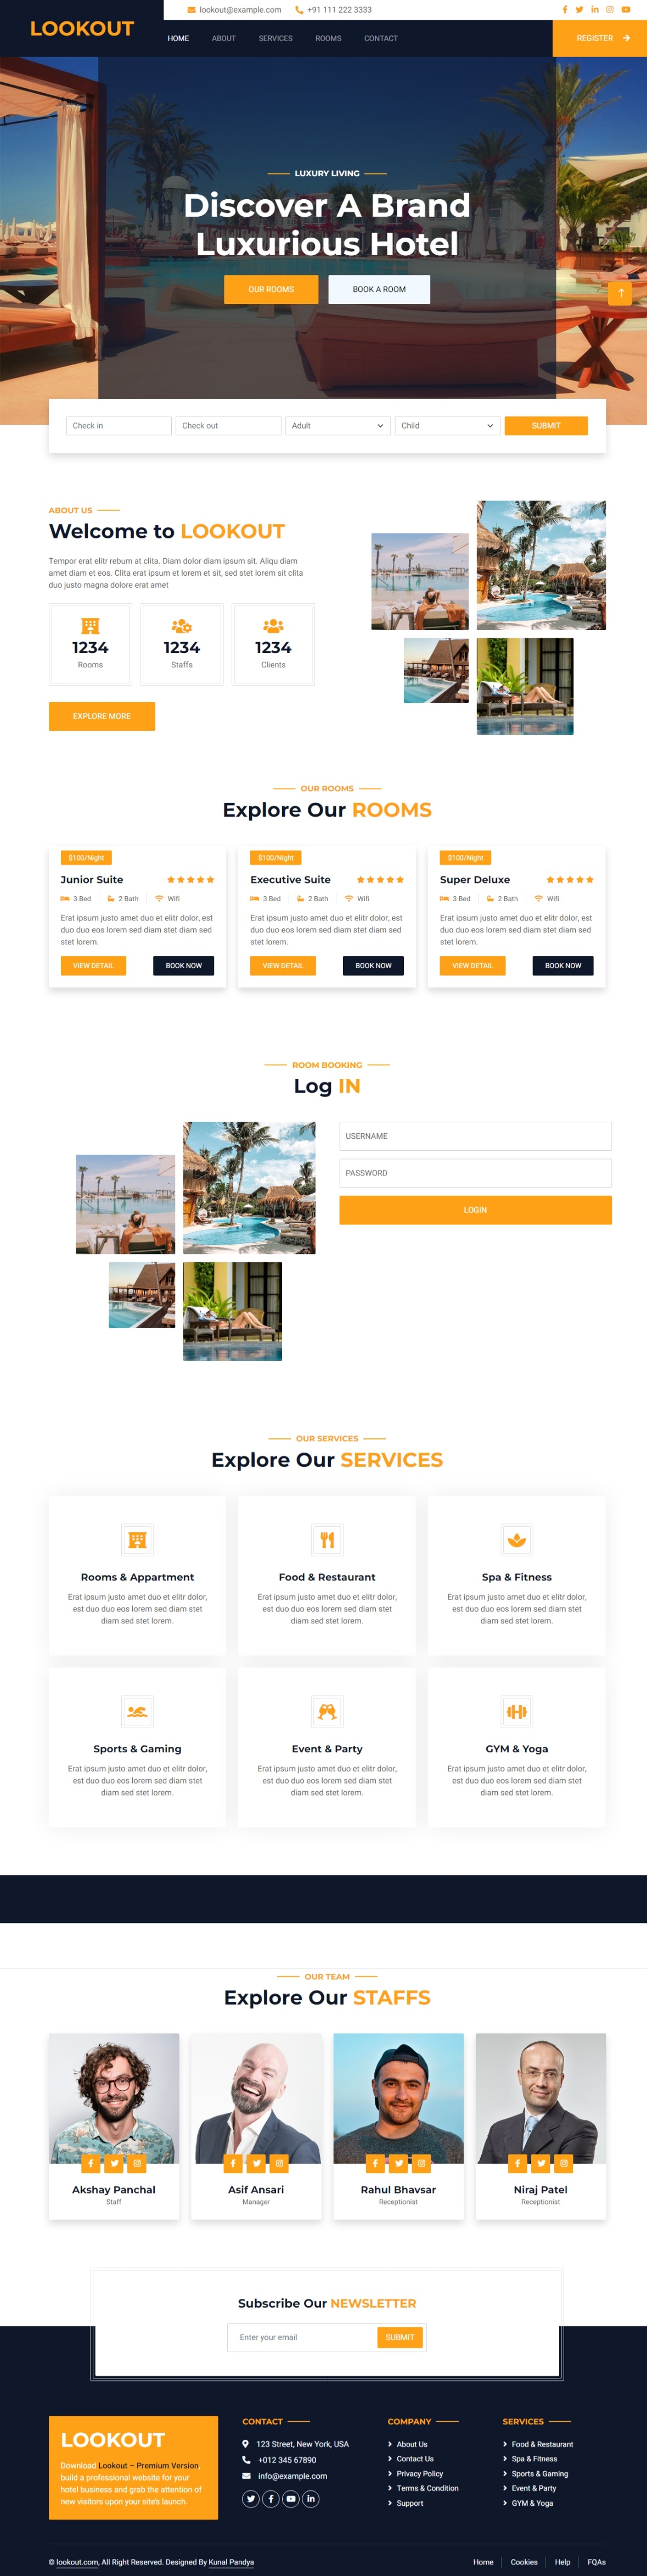 LOOKOUT
lookout@example.com +91 111 222 3333
HOME ABOUT SERVICES ROOMS CONTACT
REGISTER
LUXURY LIVING
Discover A Brand
Luxurious Hotel
OUR ROOMS BOOK A ROOM
Check in Check out Adult Child SUBMIT
ABOUT US
Welcome to LOOKOUT
Tempor erat elitr rebum at clita. Diam dolor diam ipsum sit. Aliqu diam
amet diam et eos. Clita erat ipsum et lorem et sit, sed stet lorem sit clita
duo justo magna dolore erat amet
1234 1234 1234
Rooms Staffs Clients
EXPLORE MORE
OUR ROOMS
Explore Our ROOMS
$100/Night $100/Night $100/Night
Junior Suite Executive Suite Super Deluxe
3 Bed 2 Bath Wifi 3 Bed 2 Bath Wifi 3 Bed 2 Bath Wifi
Erat ipsum justo amet duo et elitr dolor, est Erat ipsum justo amet duo et elitr dolor, est Erat ipsum justo amet duo et elitr dolor, est
duo duo eos lorem sed diam stet diam sed duo duo eos lorem sed diam stet diam sed duo duo eos lorem sed diam stet diam sed
stet lorem. stet lorem. stet lorem.
VIEW DETAIL BOOK NOW VIEW DETAIL BOOK NOW VIEW DETAIL BOOK NOW
ROOM BOOKING
Log IN
USERNAME
PASSWORD
LOGIN
OUR SERVICES
Explore Our SERVICES
Rooms & Appartment Food & Restaurant Spa & Fitness
Erat ipsum justo amet duo et elitr dolor, Erat ipsum justo amet duo et elitr dolor, Erat ipsum justo amet duo et elitr dolor,
est duo duo eos lorem sed diam stet est duo duo eos lorem sed diam stet est duo duo eos lorem sed diam stet
diam sed stet lorem. diam sed stet lorem. diam sed stet lorem.
Sports & Gaming Event & Party GYM & Yoga
Erat ipsum justo amet duo et elitr dolor, Erat ipsum justo amet duo et elitr dolor, Erat ipsum justo amet duo et elitr dolor,
est duo duo eos lorem sed diam stet est duo duo eos lorem sed diam stet est duo duo eos lorem sed diam stet
diam sed stet lorem. diam sed stet lorem. diam sed stet lorem.
OUR TEAM
Explore Our STAFFS
Akshay Panchal Asif Ansari Rahul Bhavsar Niraj Patel
Staff Manager Receptionist Receptionist
Subscribe Our NEWSLETTER
Enter your email SUBMIT
LOOKOUT
Download Lookout – Premium Version,
build a professional website for your
hotel business and grab the attention of
new visitors upon your site's launch.
CONTACT
123 Street, New York, USA
+012 345 67890
info@example.com
COMPANY
About Us
Contact Us
Privacy Policy
Terms & Condition
Support
SERVICES
Food & Restaurant
Spa & Fitness
Sports & Gaming
Event & Party
GYM & Yoga
© lookout.com, All Right Reserved. Designed By Kunal Pandya
Home Cookies Help FQAs